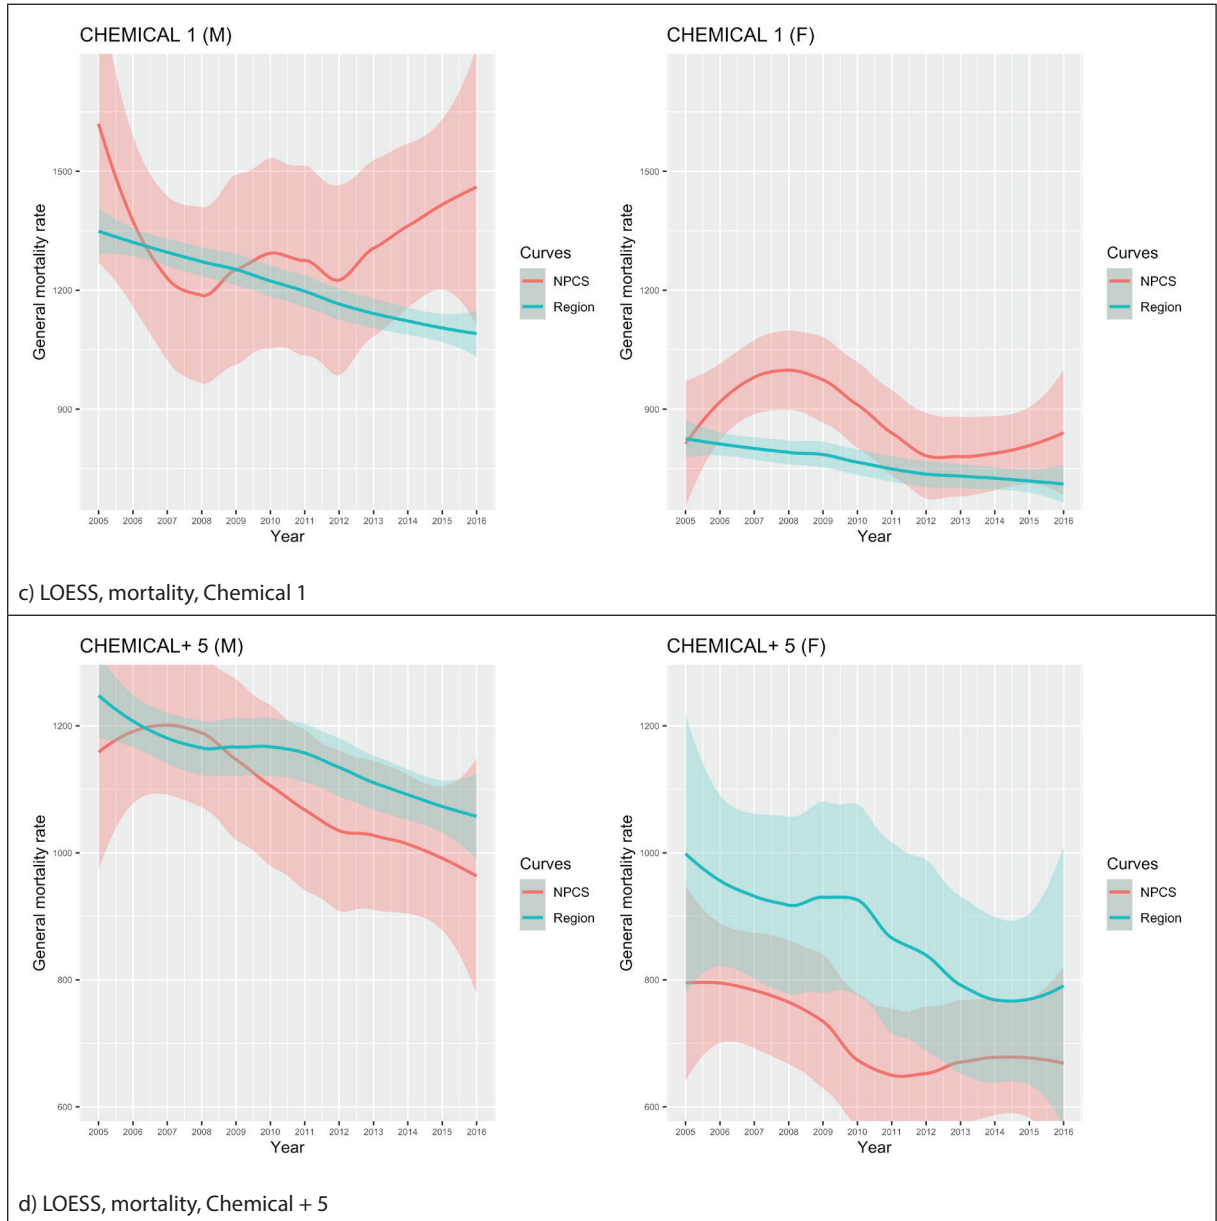 CHEMICAL 1 (M)
General mortality rate
1500
1200
900
2005 2006 2007 2008 2009 2010 2011 2012 2013 2014 2015 2016
Year
Curves
NPCS
Region
CHEMICAL 1 (F)
General mortality rate
1500
1200
900
2005 2006 2007 2008 2009 2010 2011 2012 2013 2014 2015 2016
Year
Curves
NPCS
Region
c) LOESS, mortality, Chemical 1
CHEMICAL+ 5 (M)
General mortality rate
1200
1000
800
600
2005 2006 2007 2008 2009 2010 2011 2012 2013 2014 2015 2016
Year
Curves
NPCS
Region
CHEMICAL+ 5 (F)
General mortality rate
1200
1000
800
600
2005 2006 2007 2008 2009 2010 2011 2012 2013 2014 2015 2016
Year
Curves
NPCS
Region
d) LOESS, mortality, Chemical + 5